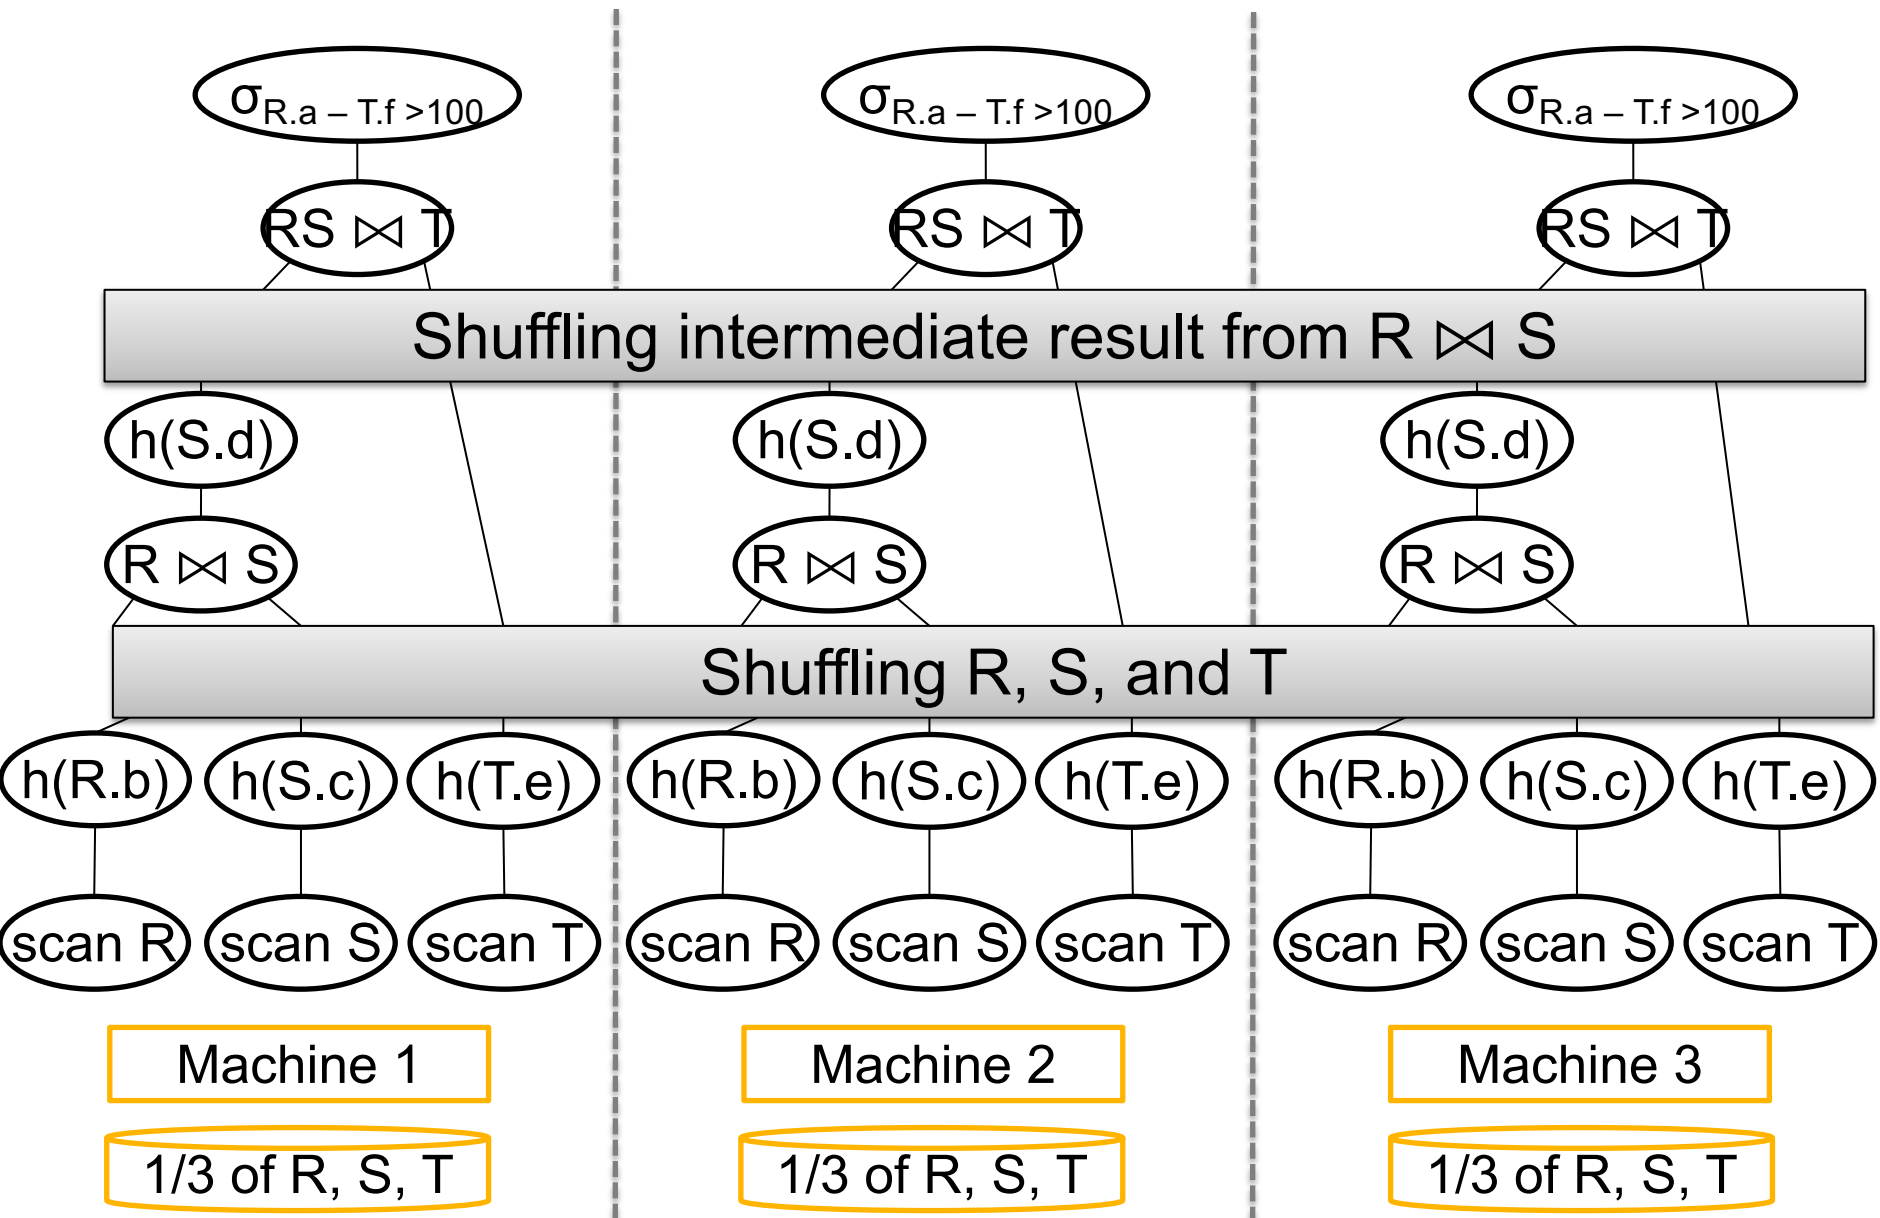 σR.a – T.f >100 σR.a – T.f >100 σR.a – T.f >100
RS ⋈ T RS ⋈ T RS ⋈ T
Shuffling intermediate result from R ⋈ S
h(S.d) h(S.d) h(S.d)
R ⋈ S R ⋈ S R ⋈ S
Shuffling R, S, and T
h(R.b) h(S.c) h(T.e) h(R.b) h(S.c) h(T.e) h(R.b) h(S.c) h(T.e)
scan R scan S scan T scan R scan S scan T scan R scan S scan T
Machine 1 Machine 2 Machine 3
1/3 of R, S, T 1/3 of R, S, T 1/3 of R, S, T